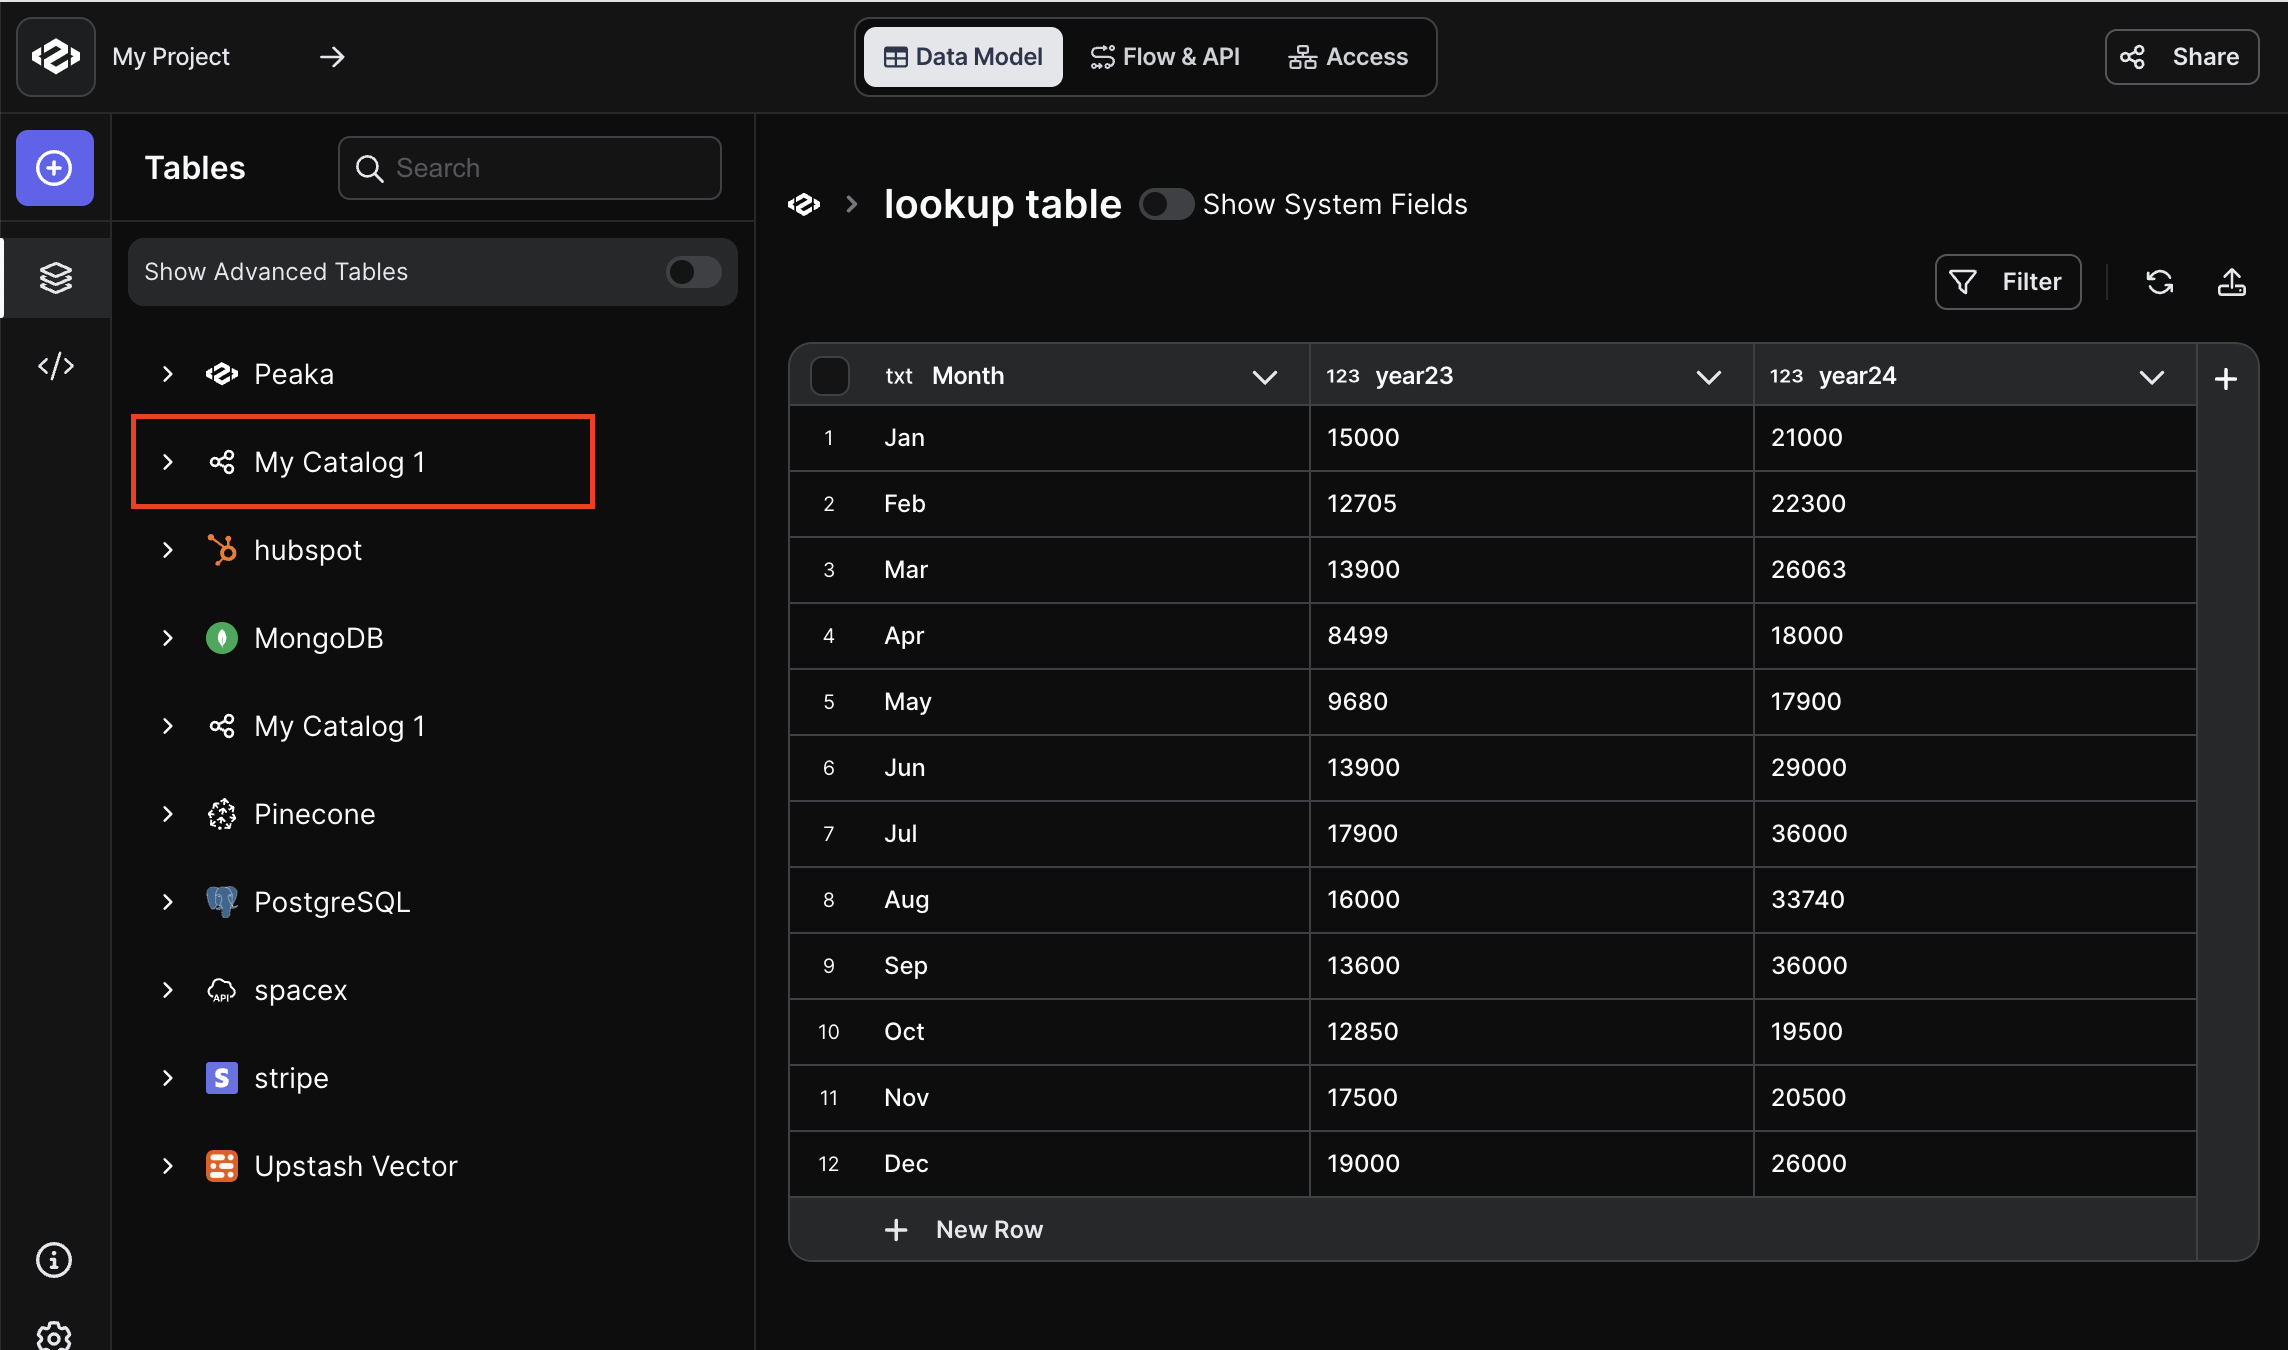 My Project
Data Model
Flow & API
Access
Share
Tables
Search
Show Advanced Tables
Peaka
My Catalog 1
hubspot
MongoDB
My Catalog 1
Pinecone
PostgreSQL
API
spacex
S
stripe
Upstash Vector
lookup table
Show System Fields
Filter
txt Month 123 year23 123 year24
1 Jan 15000 21000
2 Feb 12705 22300
3 Mar 13900 26063
4 Apr 8499 18000
5 May 9680 17900
6 Jun 13900 29000
7 Jul 17900 36000
8 Aug 16000 33740
9 Sep 13600 36000
10 Oct 12850 19500
11 Nov 17500 20500
12 Dec 19000 26000
+ New Row